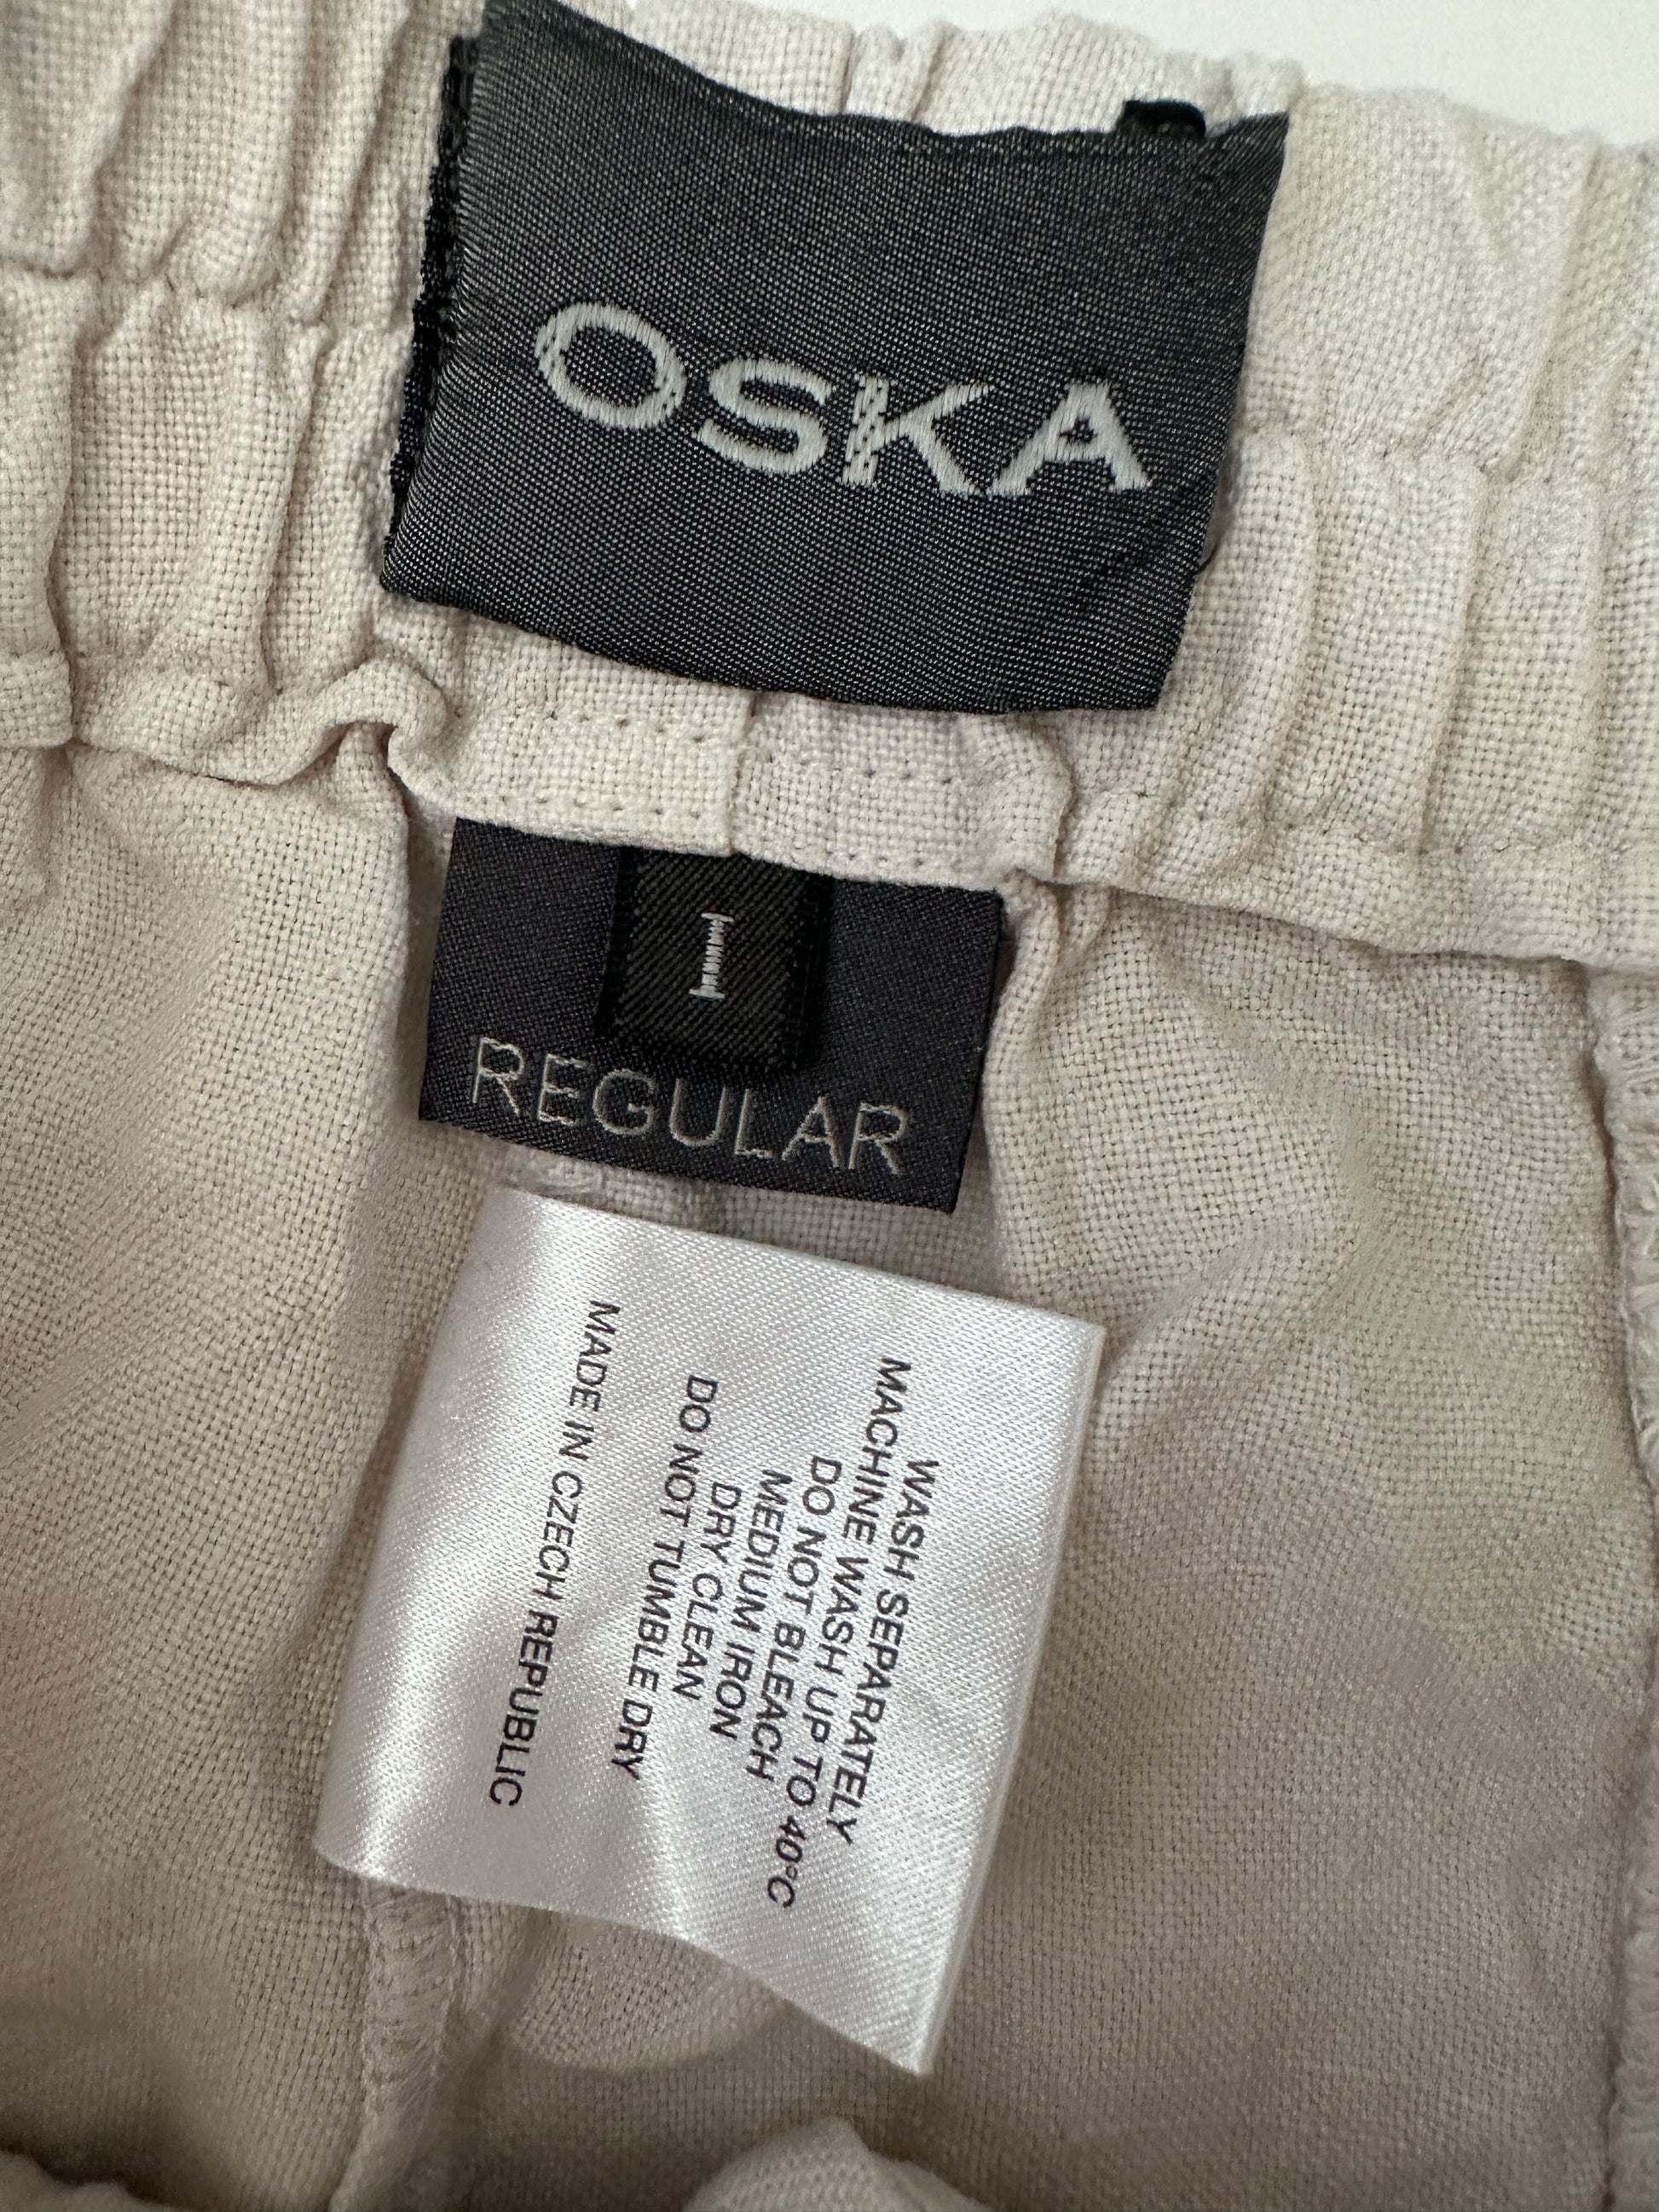 OSKA
I
REGULAR
WASH SEPARATELY
MACHINE WASH UP TO 40°C
DO NOT BLEACH
MEDIUM IRON
DRY CLEAN
DO NOT TUMBLE DRY
MADE IN CZECH REPUBLIC